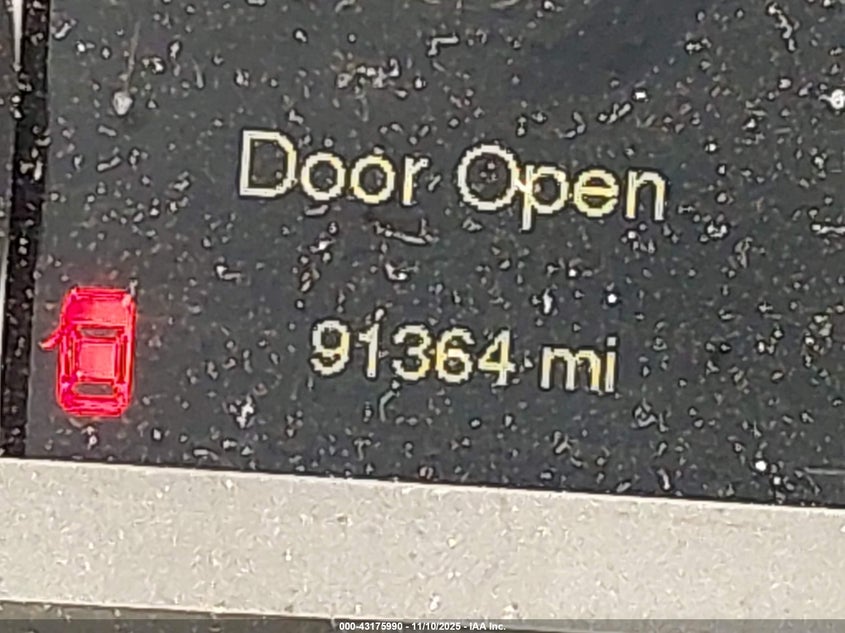 Door Open
91364 mi
000-43175990 - 11/10/2025 - IAA Inc.